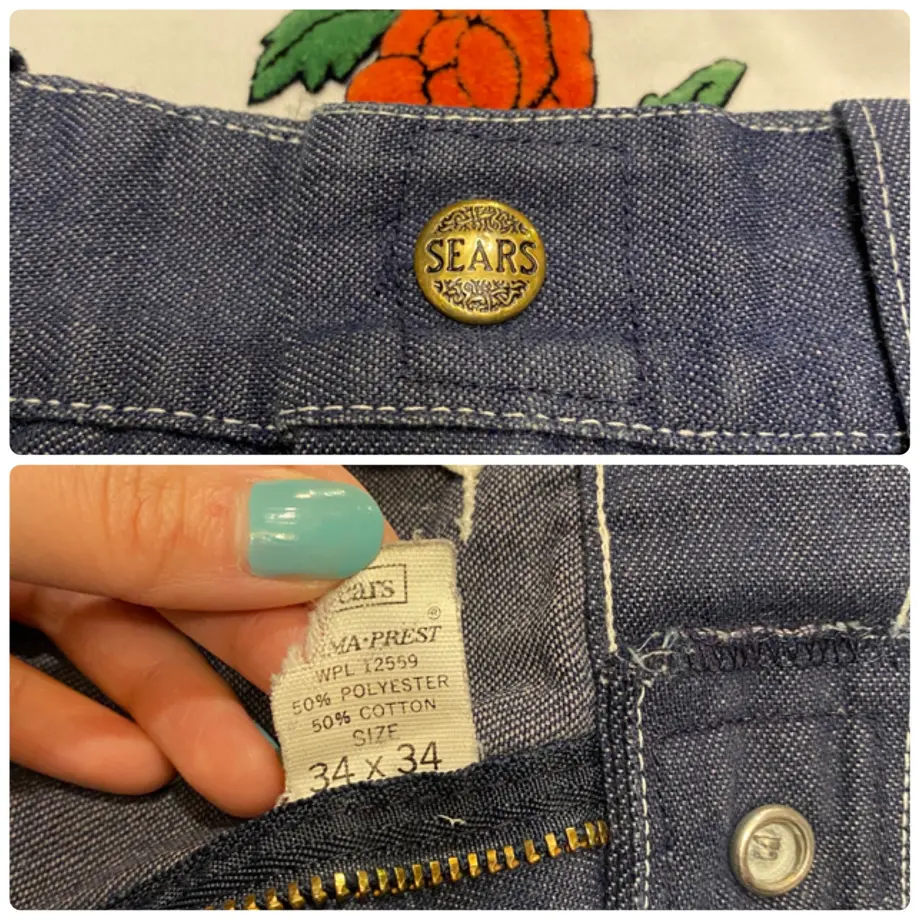 SEARS
ears
®
MA•PREST
WPL 12559
50% POLYESTER
50% COTTON
SIZE
34 x 34